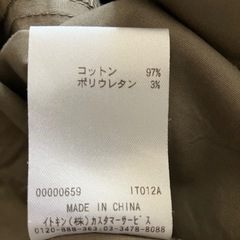 コットン 97%
ポリウレタン 3%
00000659 IT012A
MADE IN CHINA
イトキン(株)カスタマーサービス
0120-888-363,03-3478-8088